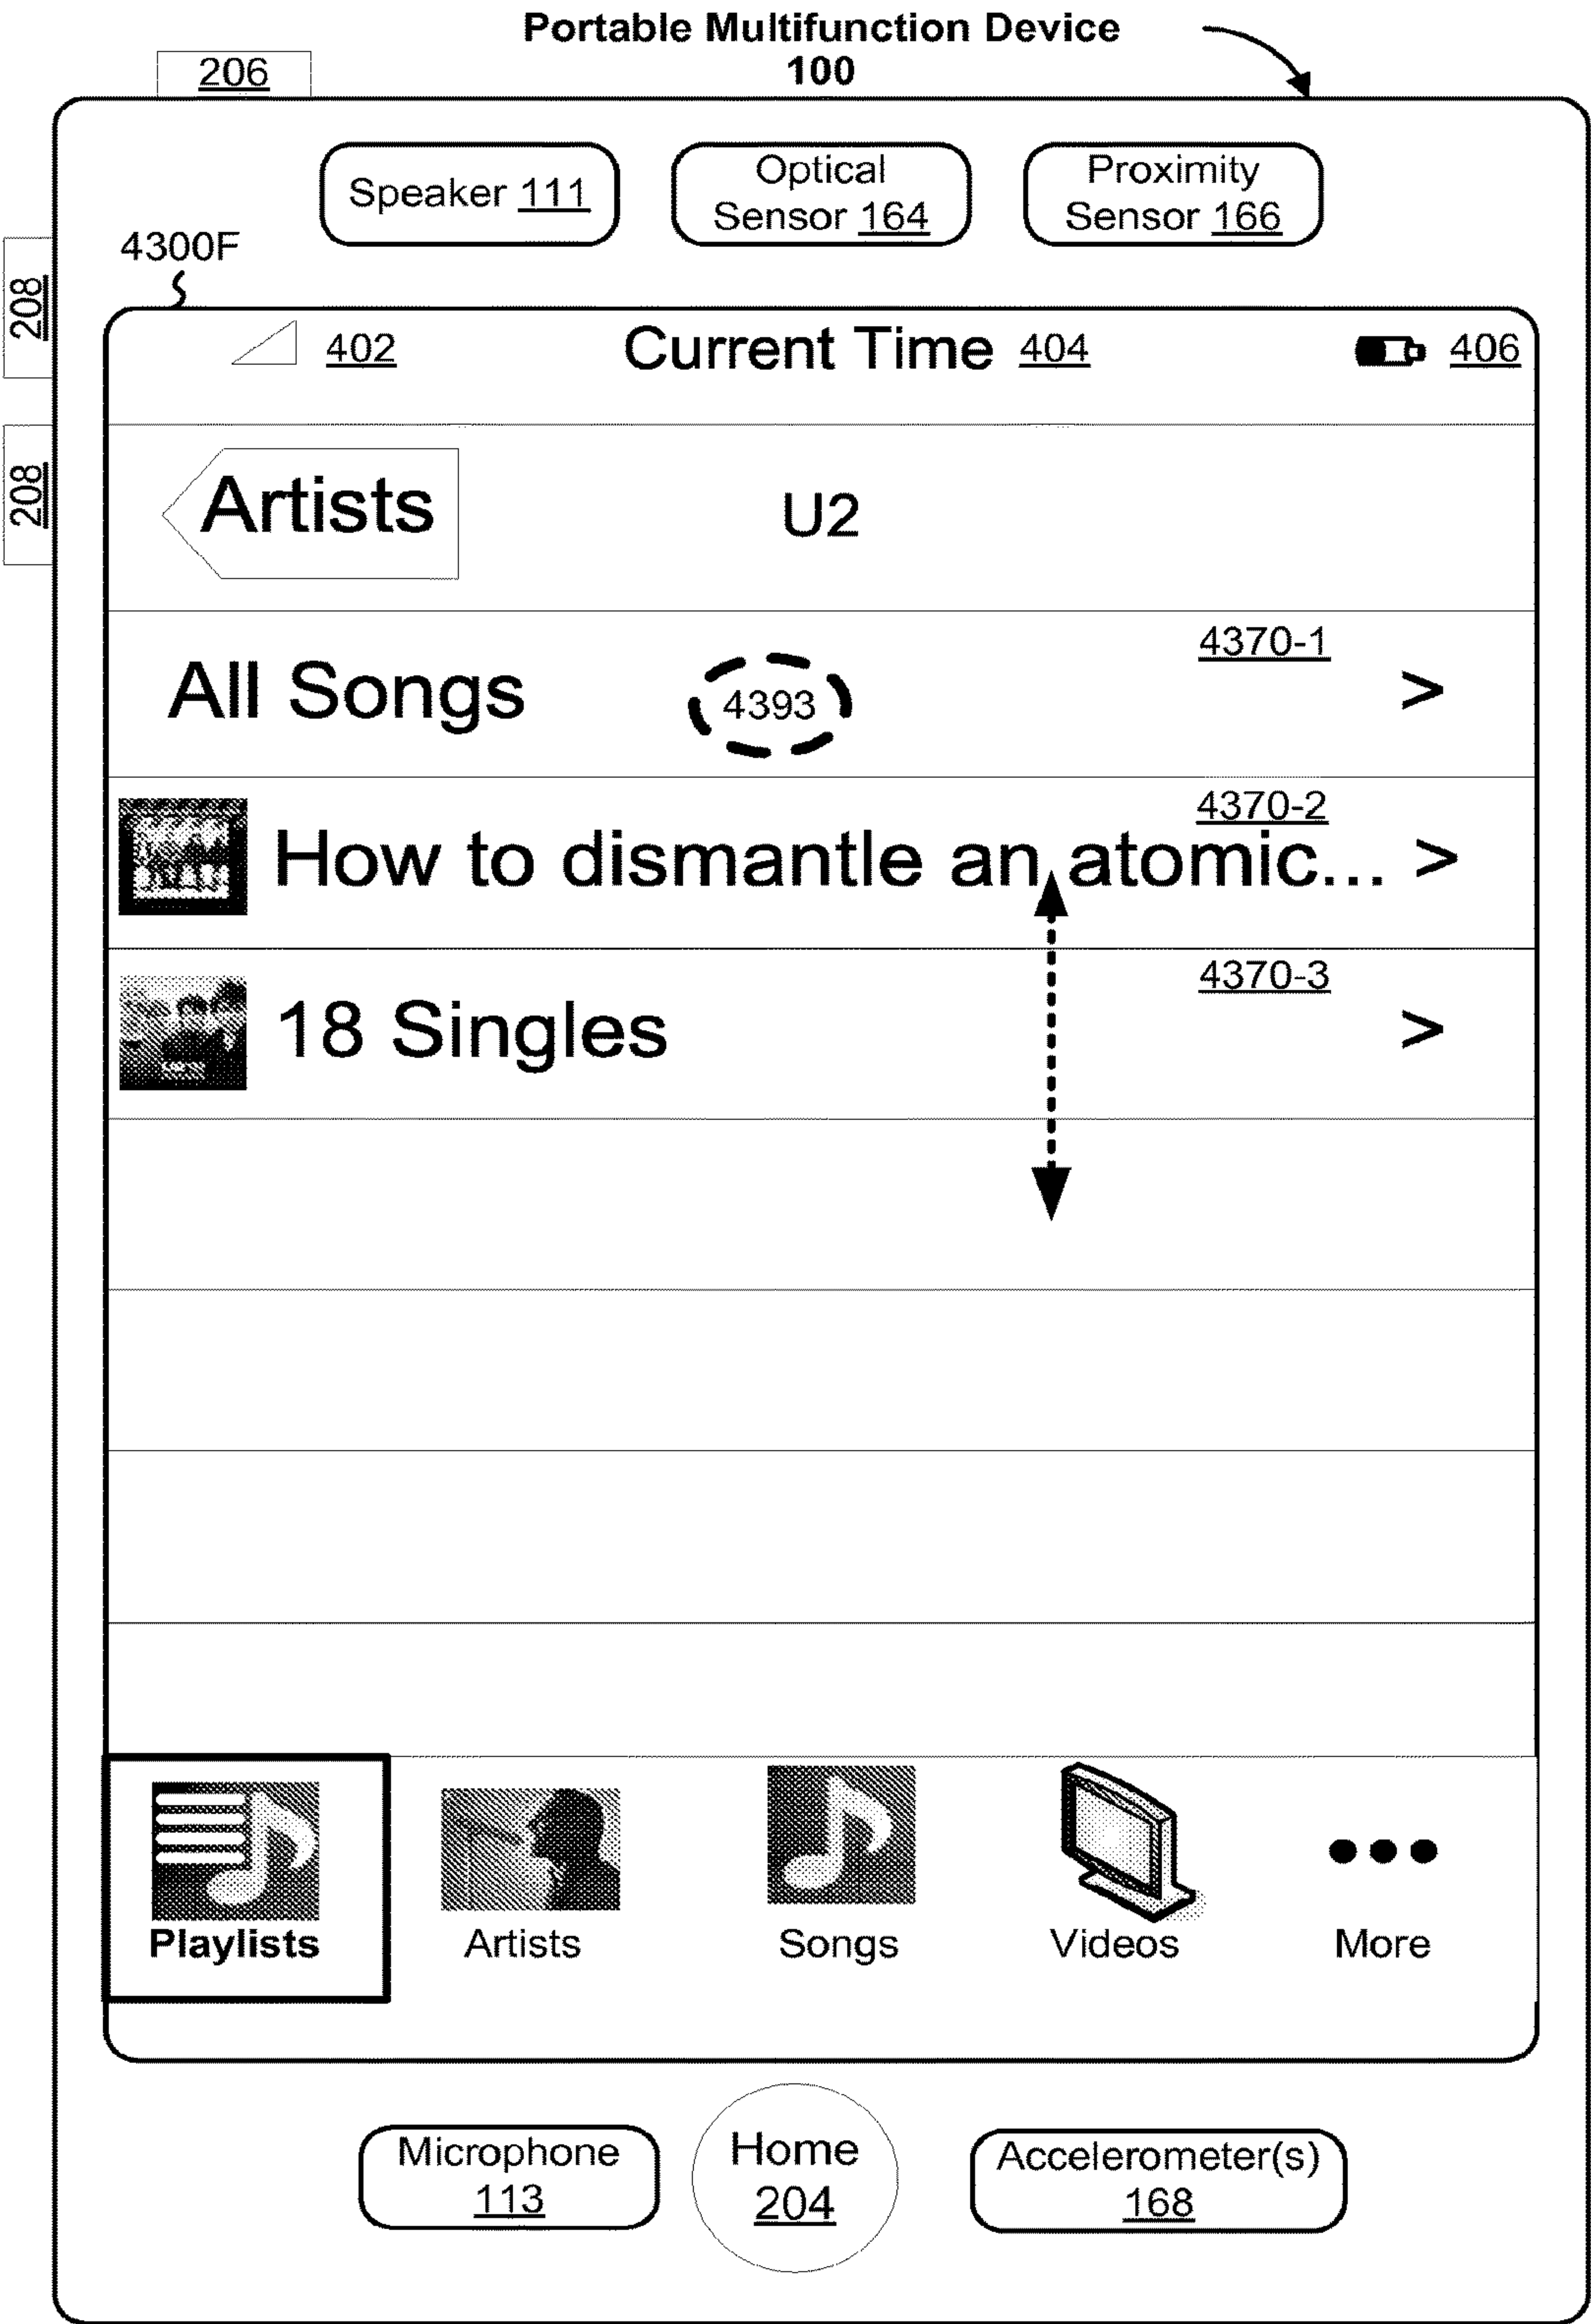 Portable Multifunction Device
100
206
Speaker 111
Optical
Sensor 164
Proximity
Sensor 166
4300F
208
208
402
Current Time 404
406
Artists
U2
All Songs
4393
4370-1
>
4370-2
How to dismantle an atomic... >
4370-3
18 Singles
>
Playlists
Artists
Songs
Videos
More
Microphone
113
Home
204
Accelerometer(s)
168